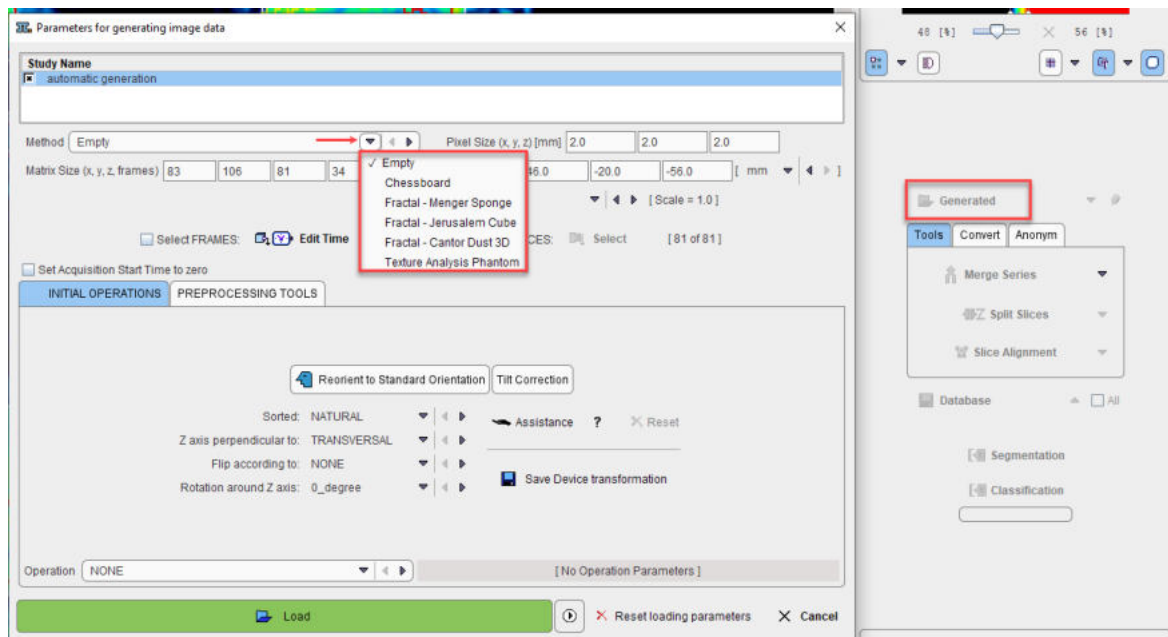 Parameters for generating image data
48 [%] 56 [%]
Study Name
automatic generation
Method Empty Pixel Size (x, y, z) [mm] 2.0 2.0 2.0
Matrix Size (x, y, z, frames) 83 106 81 34 46.0 -20.0 -56.0 [ mm ]
✓ Empty
Chessboard
Fractal - Menger Sponge
Fractal - Jerusalem Cube
Fractal - Cantor Dust 3D
Texture Analysis Phantom
[ Scale = 1.0 ]
Select FRAMES: Edit Time CES: Select [ 81 of 81 ]
Set Acquisition Start Time to zero
INITIAL OPERATIONS PREPROCESSING TOOLS
Reorient to Standard Orientation Tilt Correction
Sorted: NATURAL Assistance ? Reset
Z axis perpendicular to: TRANSVERSAL
Flip according to: NONE
Rotation around Z axis: 0_degree Save Device transformation
Operation NONE [ No Operation Parameters ]
Load Reset loading parameters Cancel
Generated
Tools Convert Anonym
Merge Series
Split Slices
Slice Alignment
Database All
Segmentation
Classification